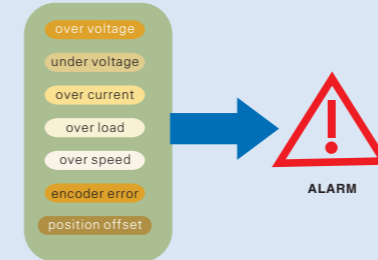 over voltage
under voltage
over current
over load
over speed
encoder error
position offset
ALARM